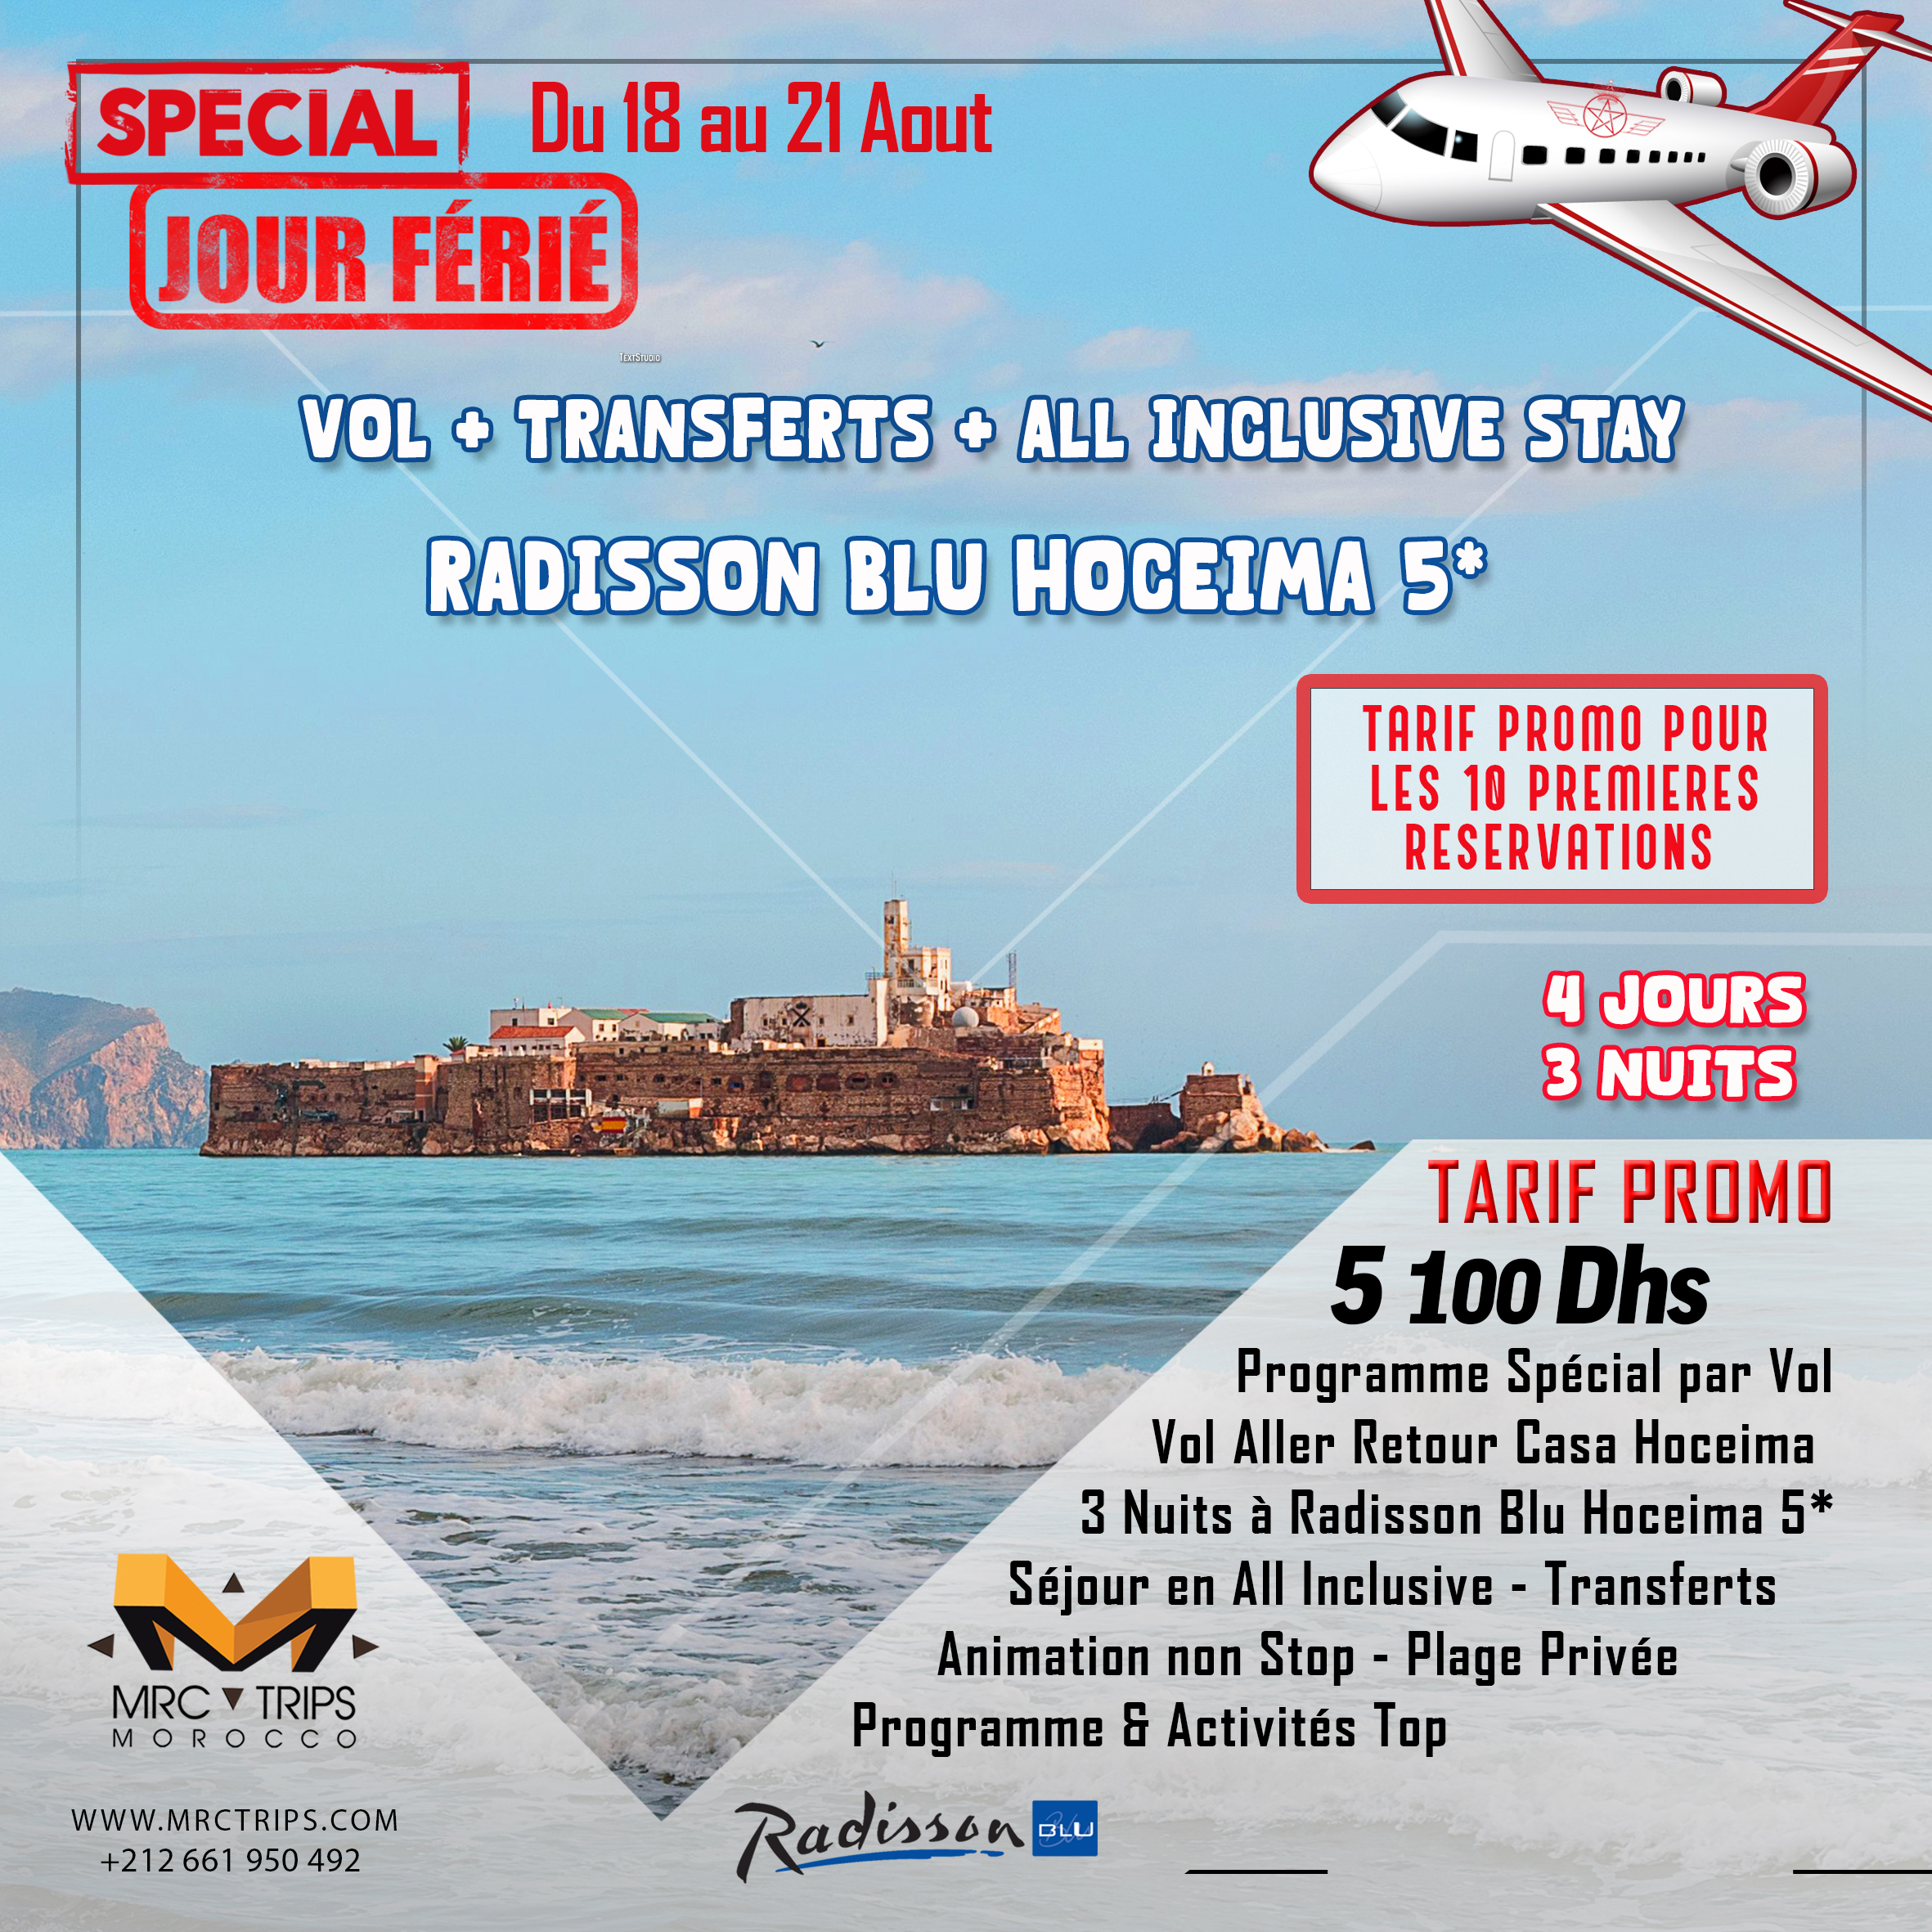 SPECIAL
Du 18 au 21 Aout
JOUR FÉRIÉ
TEXTSTUDIO
VOL + TRANSFERTS + ALL INCLUSIVE STAY
RADISSON BLU HOCEIMA 5*
TARIF PROMO POUR
LES 10 PREMIERES
RESERVATIONS
4 JOURS
3 NUITS
TARIF PROMO
5 100 Dhs
Programme Spécial par Vol
Vol Aller Retour Casa Hoceima
3 Nuits à Radisson Blu Hoceima 5*
Séjour en All Inclusive - Transferts
Animation non Stop - Plage Privée
Programme & Activités Top
MRC TRIPS
MOROCCO
WWW.MRCTRIPS.COM
+212 661 950 492
Radisson BLU